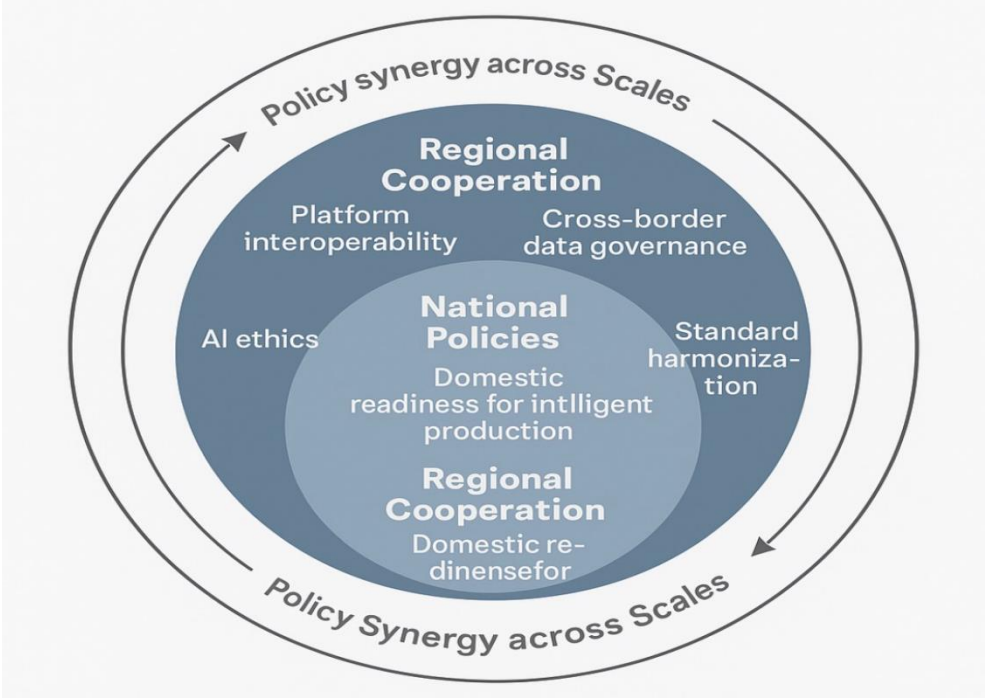 Policy synergy across Scales
Regional
Cooperation
Platform
interoperability
Cross-border
data governance
AI ethics
Standard
harmoniza-
tion
National
Policies
Domestic
readiness for intlligent
production
Regional
Cooperation
Domestic re-
dinensefor
Policy Synergy across Scales